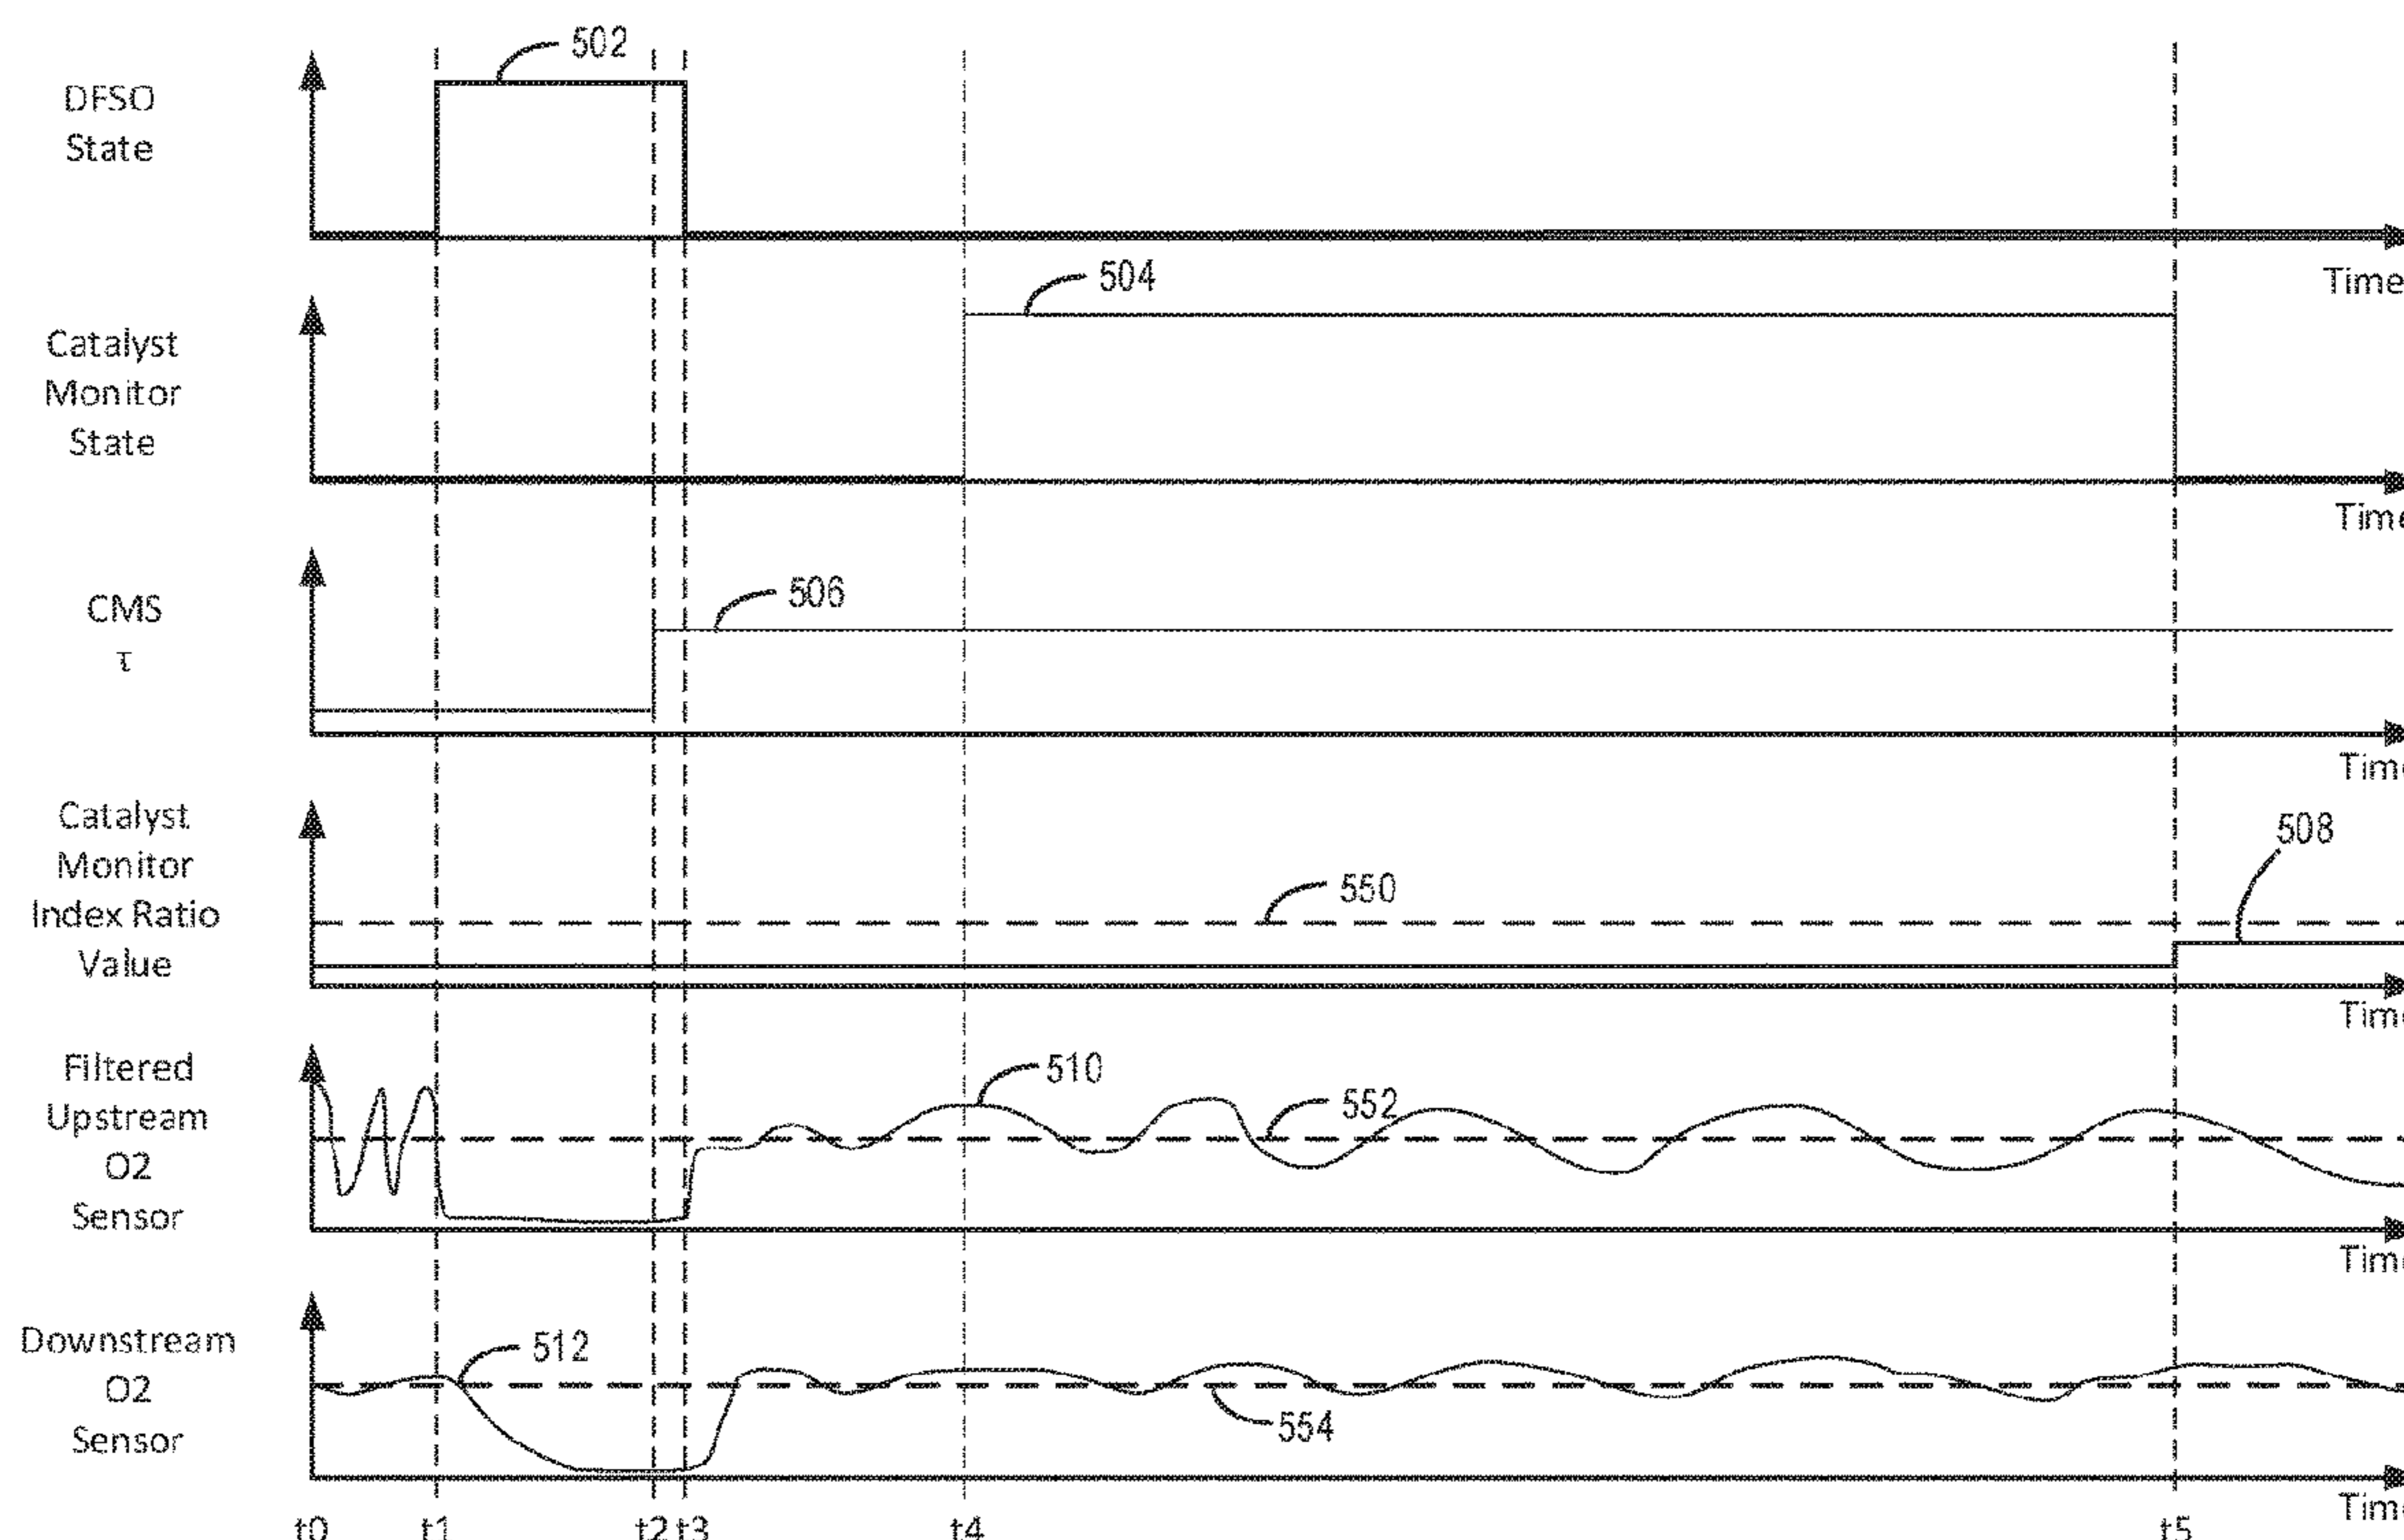 502
DFSO
State
Time
504
Catalyst
Monitor
State
Time
506
CMS
τ
Time
Catalyst
Monitor
Index Ratio
Value
508
550
Time
Filtered
Upstream
O2
Sensor
510
552
Time
Downstream
O2
Sensor
512
554
Time
t0 t1 t2 t3 t4 t5